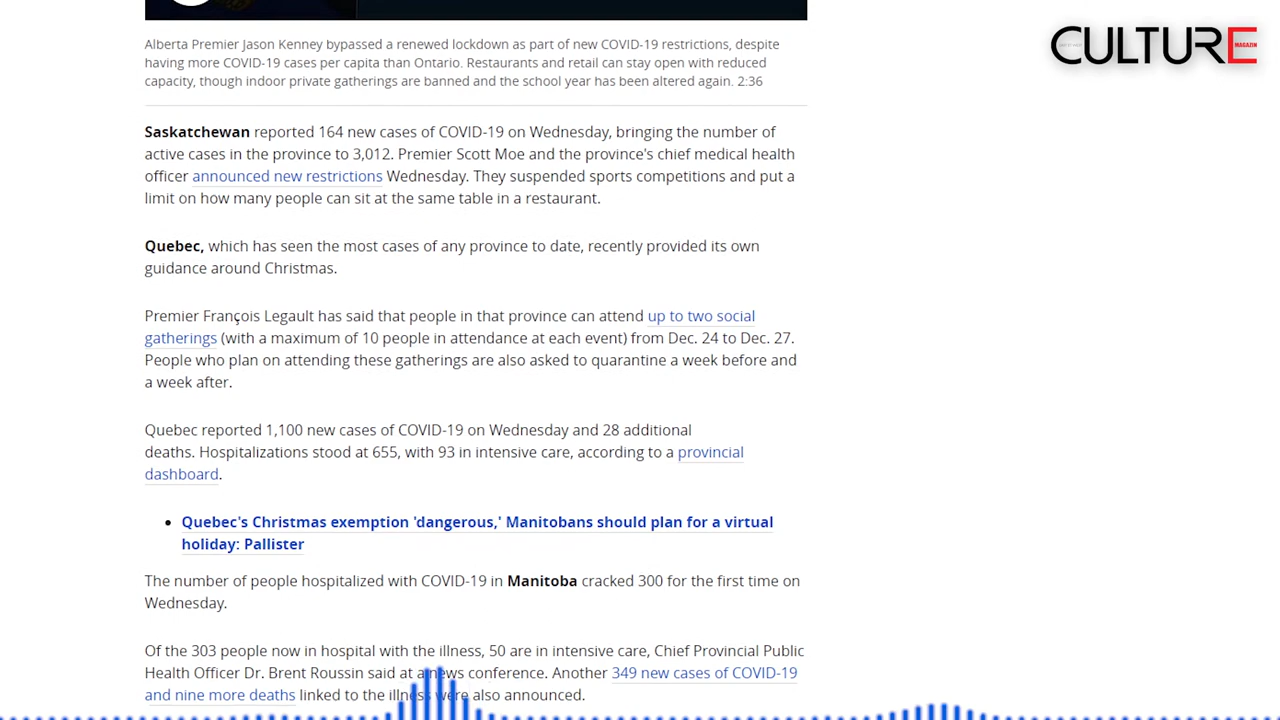 CULTURE
MAGAZIN
Alberta Premier Jason Kenney bypassed a renewed lockdown as part of new COVID-19 restrictions, despite
having more COVID-19 cases per capita than Ontario. Restaurants and retail can stay open with reduced
capacity, though indoor private gatherings are banned and the school year has been altered again. 2:36
Saskatchewan reported 164 new cases of COVID-19 on Wednesday, bringing the number of
active cases in the province to 3,012. Premier Scott Moe and the province's chief medical health
officer announced new restrictions Wednesday. They suspended sports competitions and put a
limit on how many people can sit at the same table in a restaurant.
Quebec, which has seen the most cases of any province to date, recently provided its own
guidance around Christmas.
Premier François Legault has said that people in that province can attend up to two social
gatherings (with a maximum of 10 people in attendance at each event) from Dec. 24 to Dec. 27.
People who plan on attending these gatherings are also asked to quarantine a week before and
a week after.
Quebec reported 1,100 new cases of COVID-19 on Wednesday and 28 additional
deaths. Hospitalizations stood at 655, with 93 in intensive care, according to a provincial
dashboard.
• Quebec's Christmas exemption 'dangerous,' Manitobans should plan for a virtual
holiday: Pallister
The number of people hospitalized with COVID-19 in Manitoba cracked 300 for the first time on
Wednesday.
Of the 303 people now in hospital with the illness, 50 are in intensive care, Chief Provincial Public
Health Officer Dr. Brent Roussin said at a news conference. Another 349 new cases of COVID-19
and nine more deaths linked to the illness were also announced.